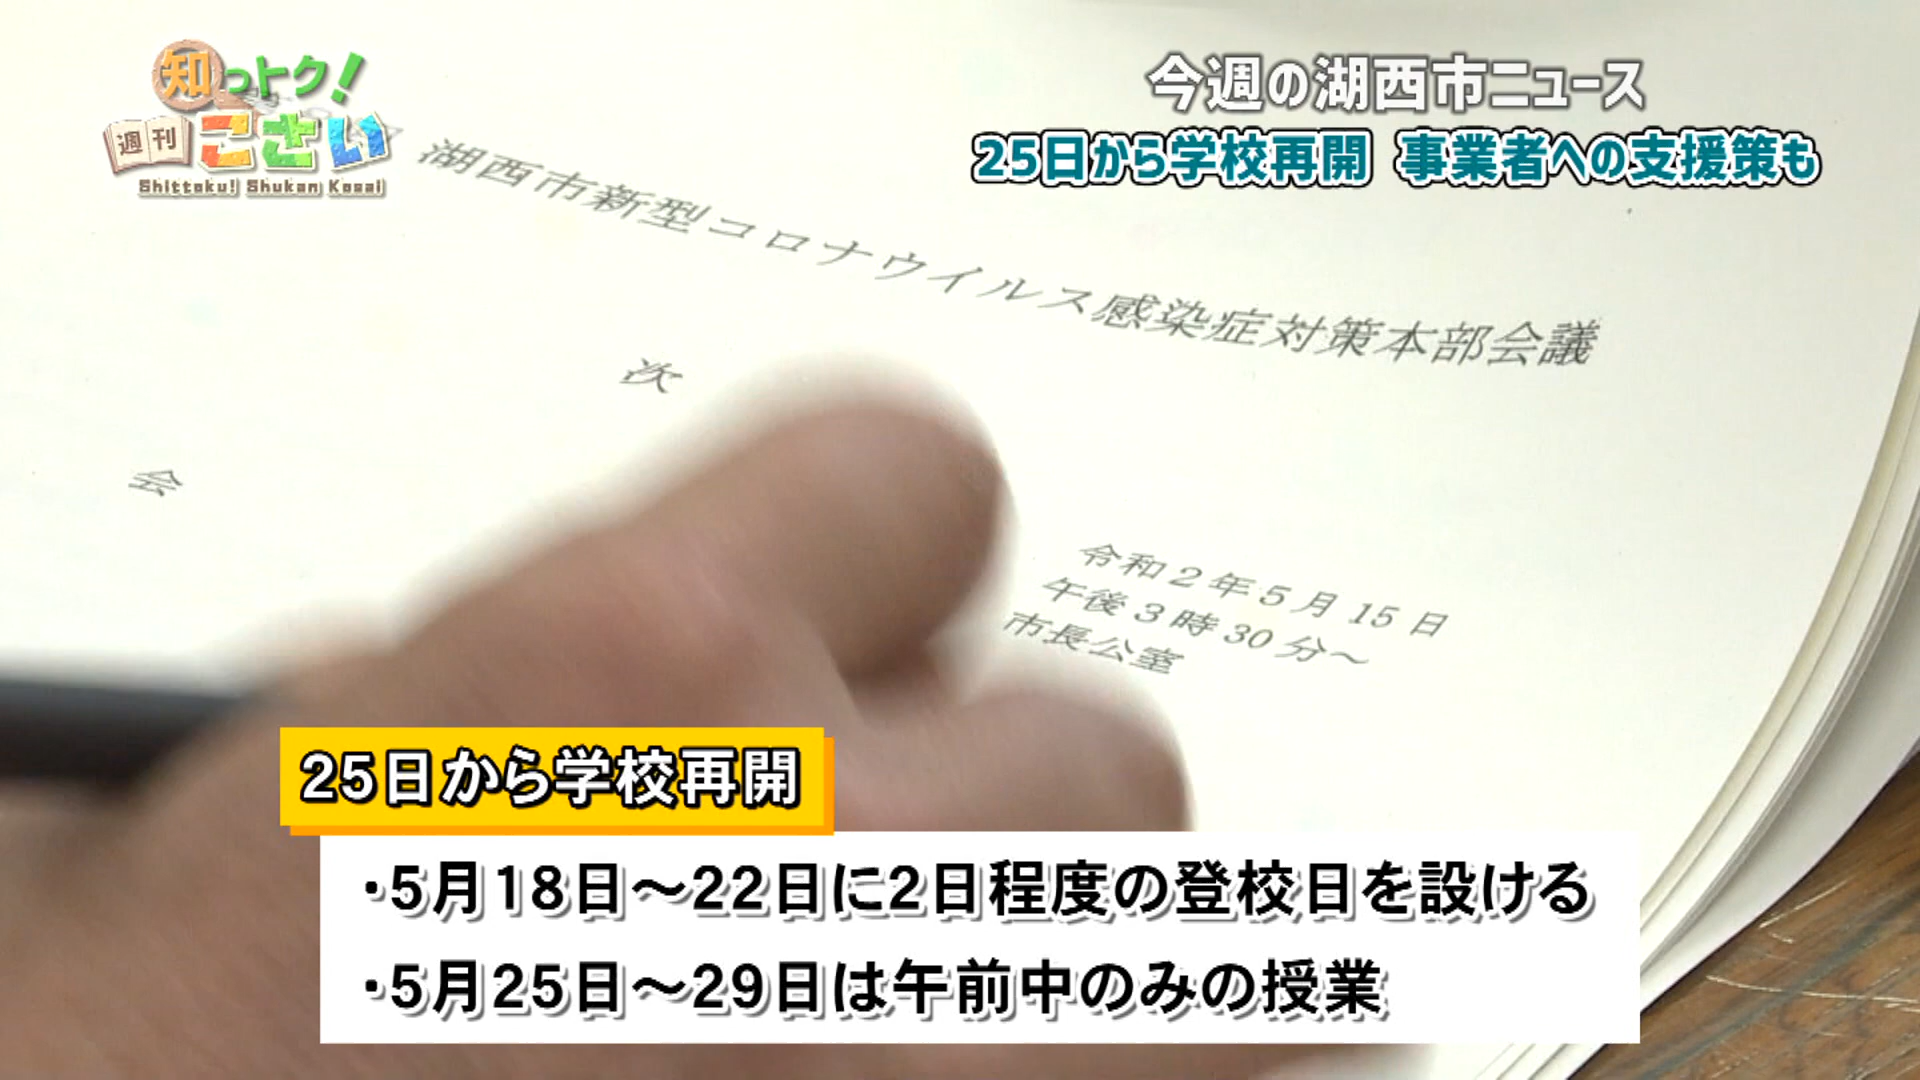 知っトク!
週刊
こさい
Shittoku! Shukan Kosai
今週の湖西市ニュース
25日から学校再開 事業者への支援策も
湖西市新型コロナウイルス感染症対策本部会議
次
会
令和2年5月15日
午後3時30分~
市長公室
25日から学校再開
・5月18日～22日に2日程度の登校日を設ける
・5月25日～29日は午前中のみの授業